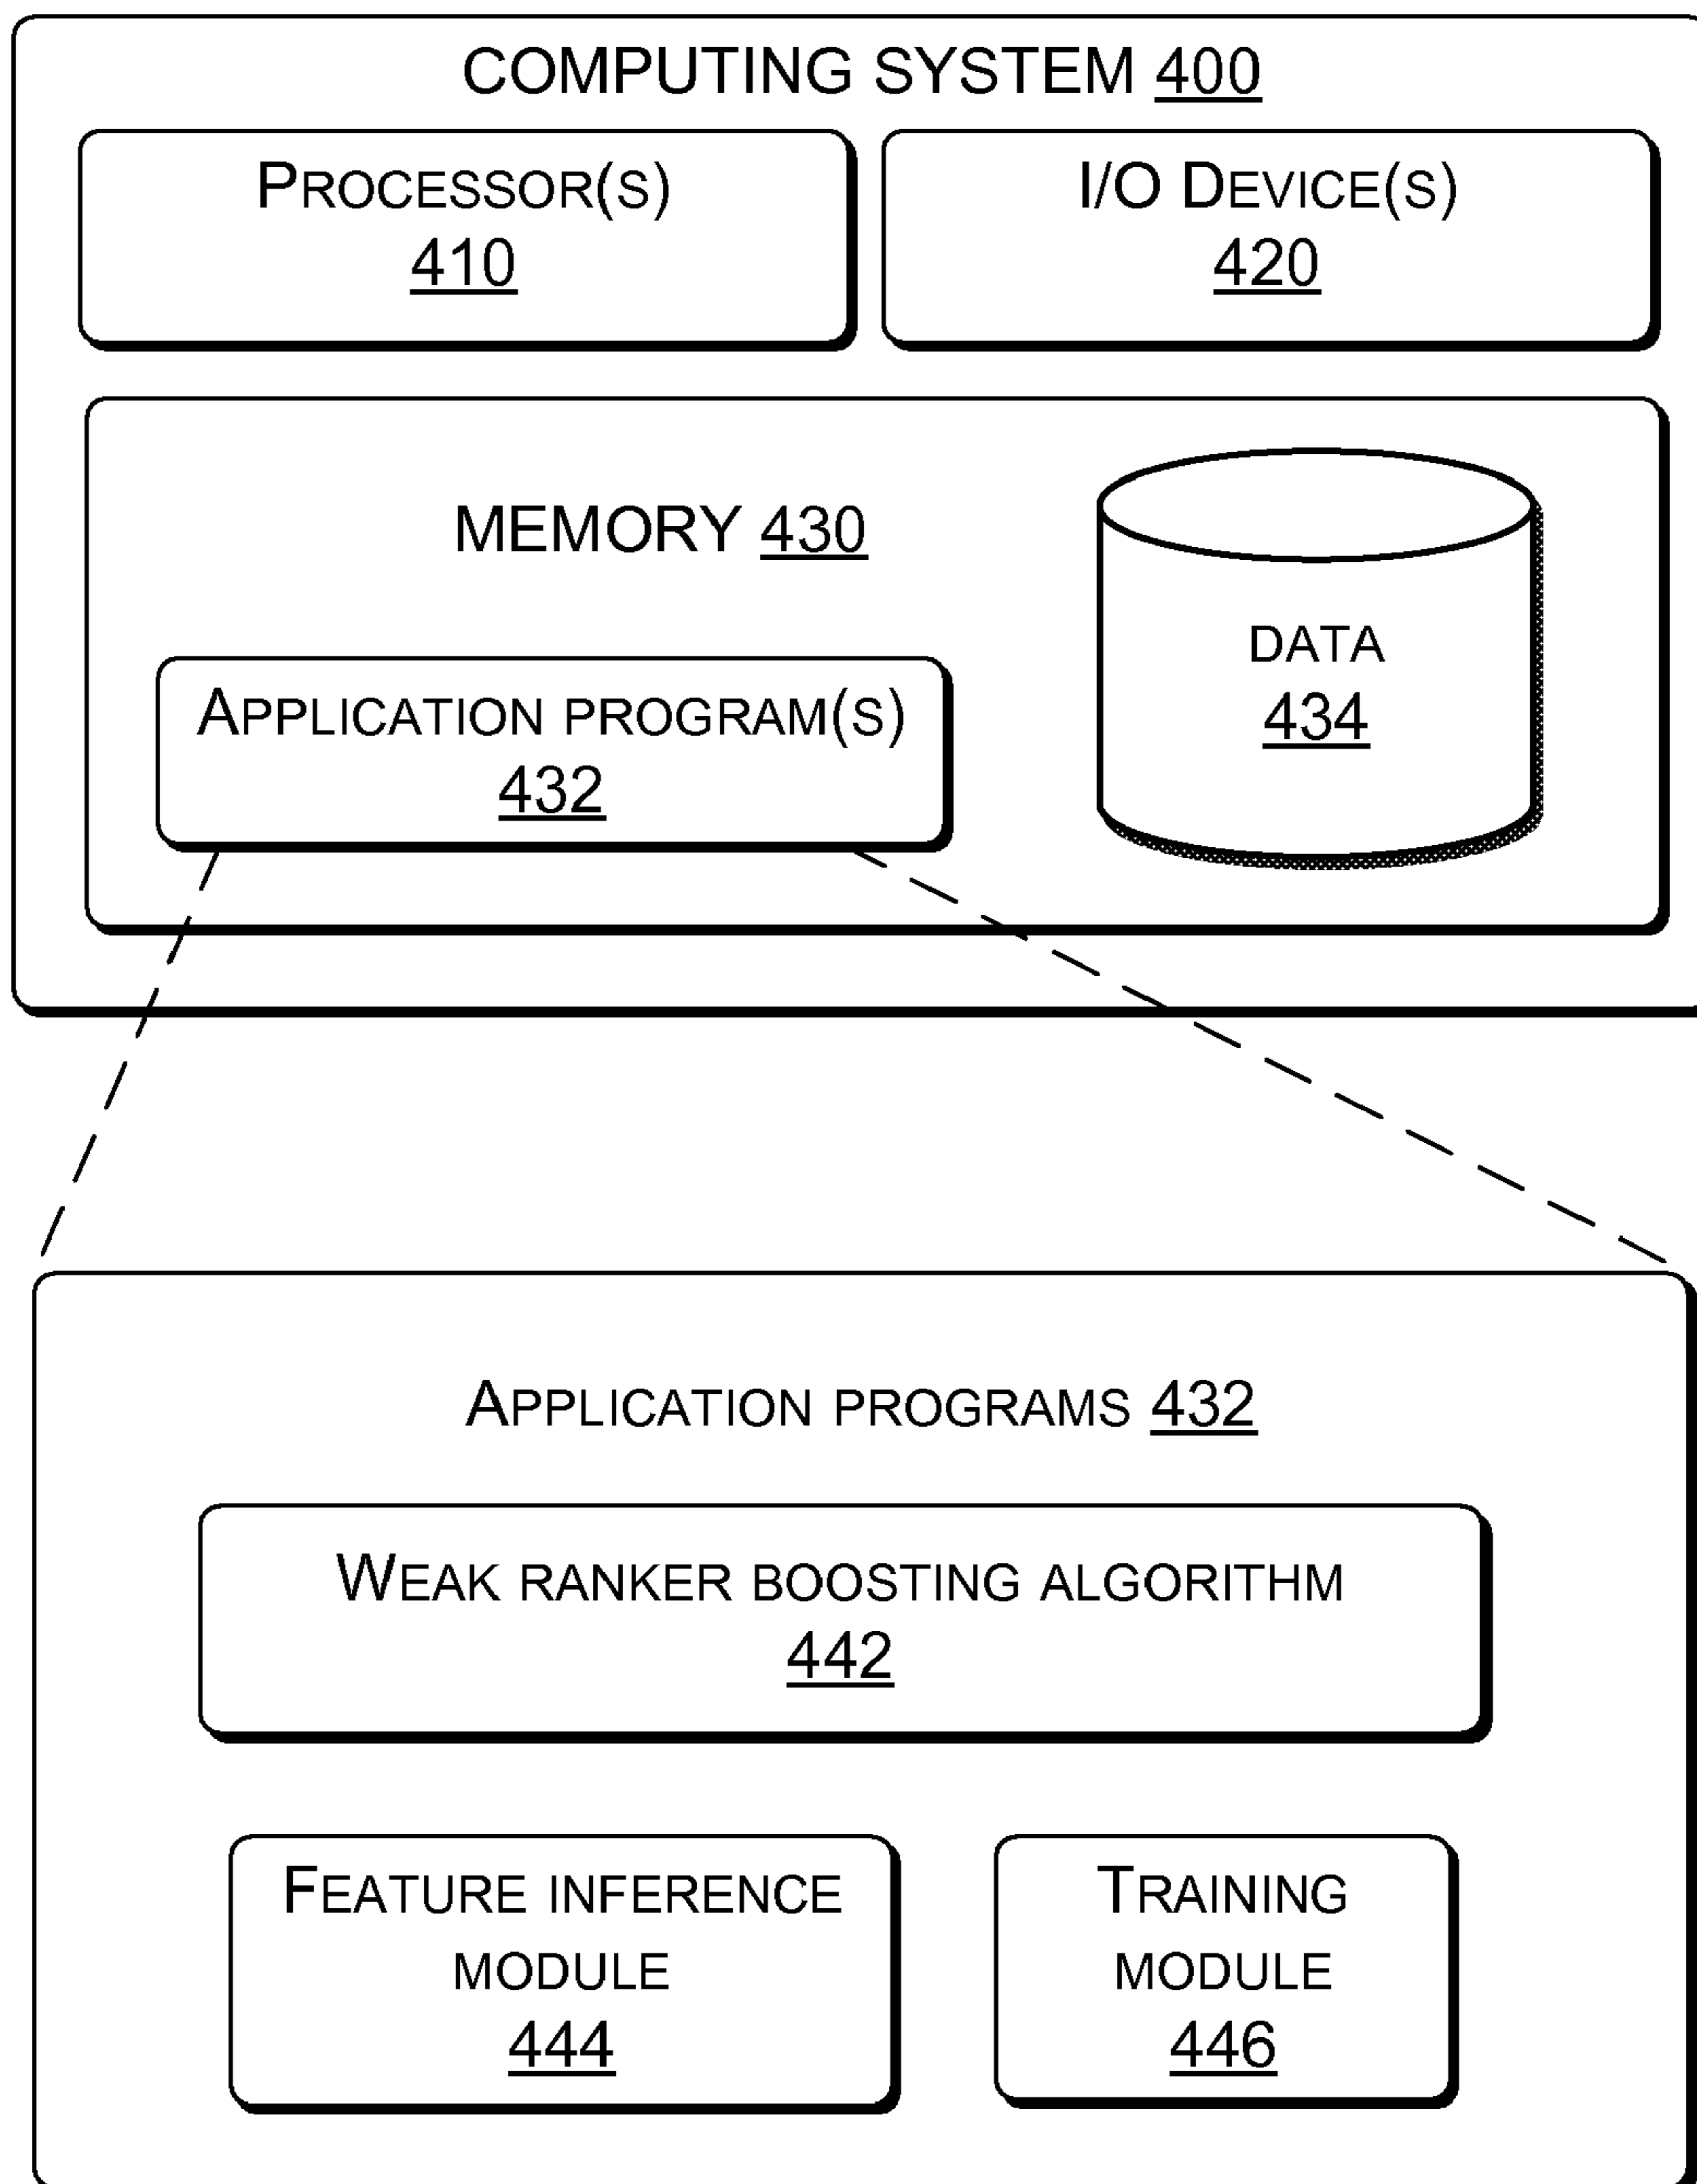 COMPUTING SYSTEM 400
PROCESSOR(S)
410
I/O DEVICE(S)
420
MEMORY 430
APPLICATION PROGRAM(S)
432
DATA
434
APPLICATION PROGRAMS 432
WEAK RANKER BOOSTING ALGORITHM
442
FEATURE INFERENCE
MODULE
444
TRAINING
MODULE
446